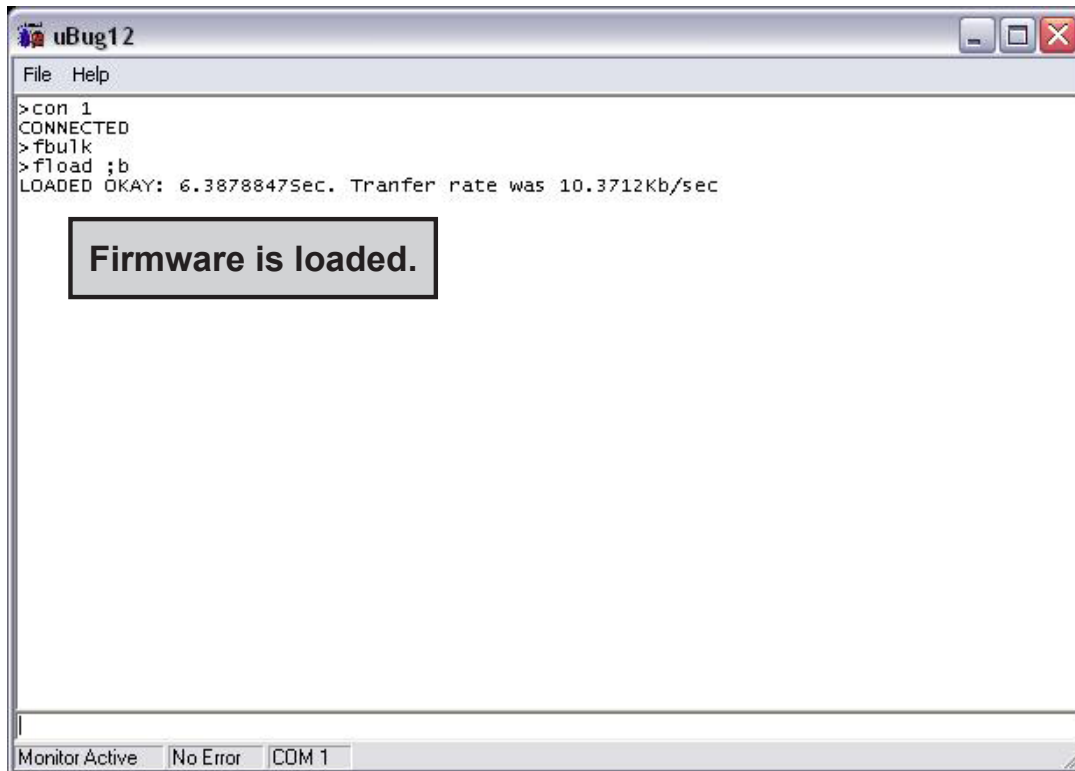 uBug12
File Help
>con 1
CONNECTED
>fbulk
>fload ;b
LOADED OKAY: 6.3878847Sec. Tranfer rate was 10.3712Kb/sec
Firmware is loaded.
Monitor Active No Error COM 1